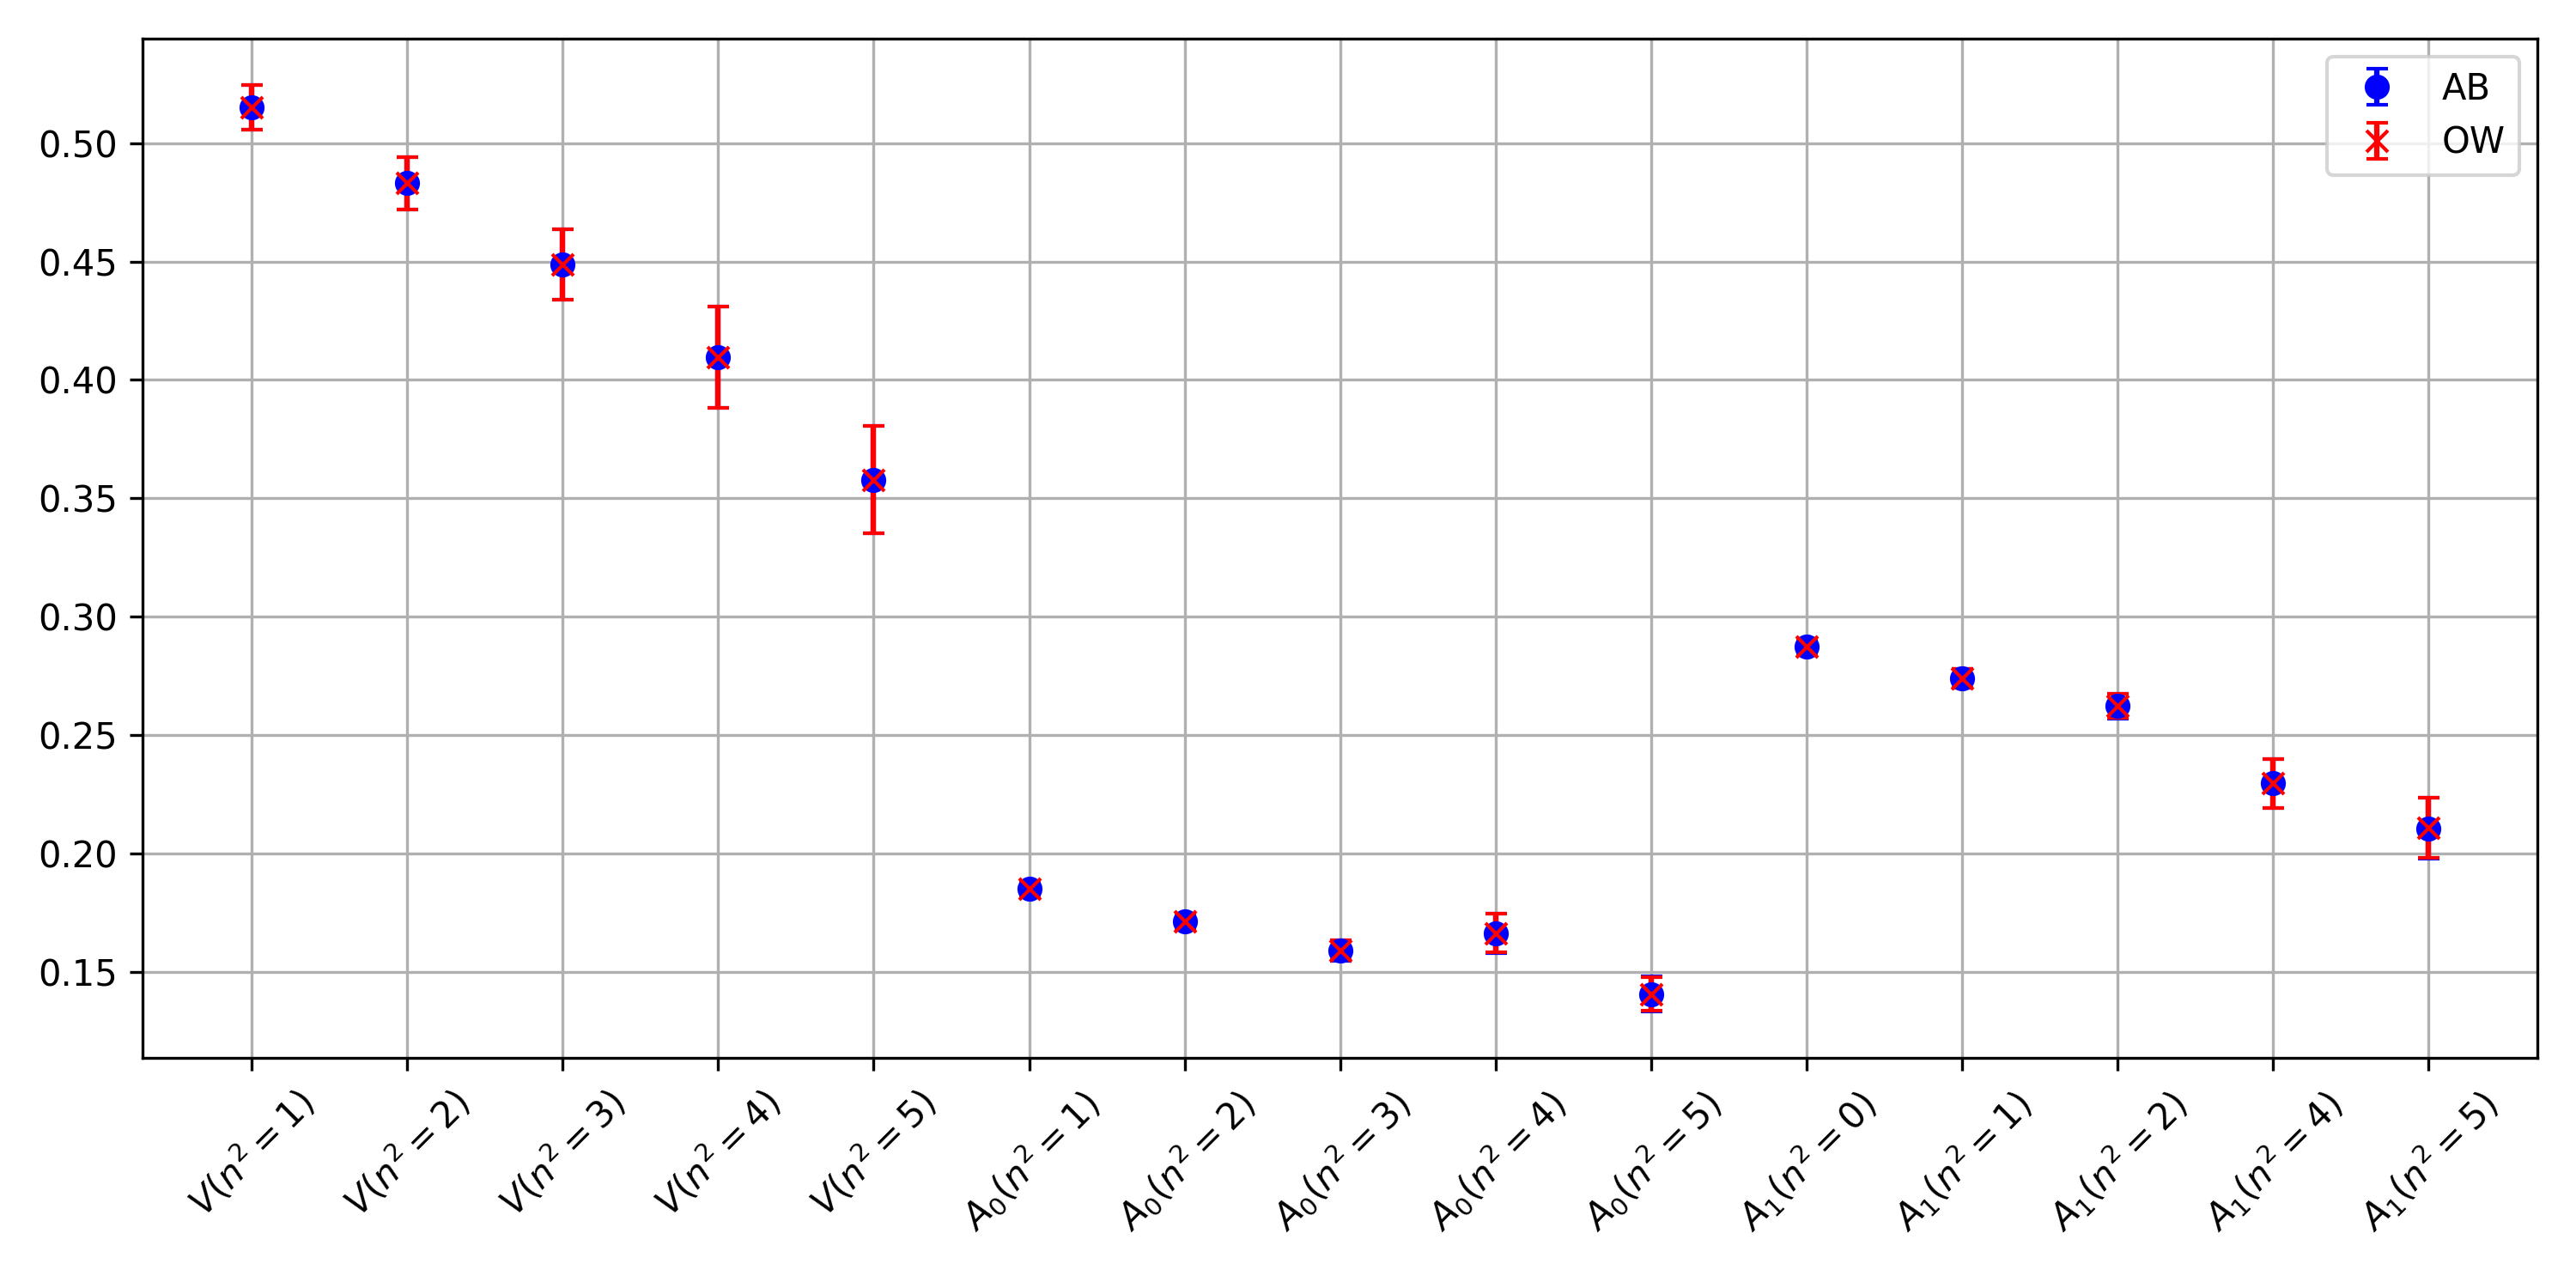 AB
OW
0.50
0.45
0.40
0.35
0.30
0.25
0.20
0.15
V(n²=1)
V(n²=2)
V(n²=3)
V(n²=4)
V(n²=5)
A₀(n²=1)
A₀(n²=2)
A₀(n²=3)
A₀(n²=4)
A₀(n²=5)
A₁(n²=0)
A₁(n²=1)
A₁(n²=2)
A₁(n²=4)
A₁(n²=5)